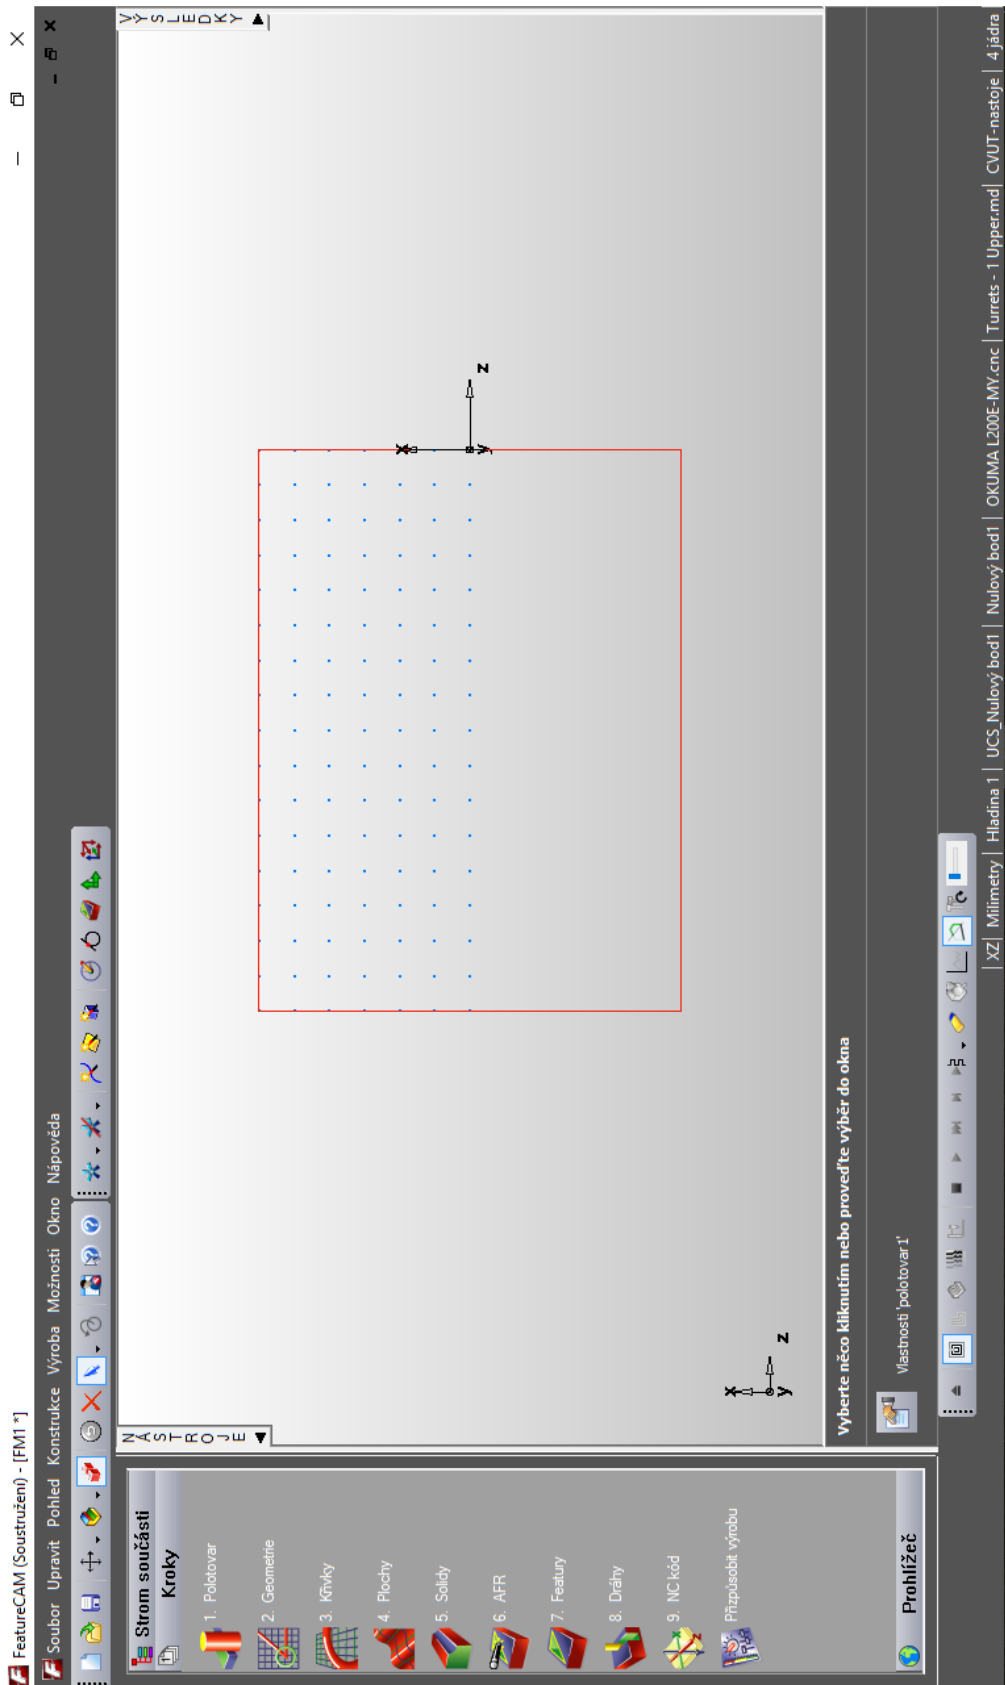 FeatureCAM (Soustružení) - [FM1 *]
Soubor Upravit Pohled Konstrukce Výroba Možnosti Okno Nápověda
Strom součásti
Kroky
1. Polotovar
2. Geometrie
3. Křivky
4. Plochy
5. Solidy
6. AFR
7. Featury
8. Dráhy
9. NC kód
Přizpůsobit výrobu
Prohlížeč
NÁSTROJE
VÝSLEDKY
x
y
z
x
y
z
Vyberte něco kliknutím nebo proveďte výběr do okna
Vlastnosti 'polotovar1'
XZ | Milimetry | Hladina 1 | UCS_Nulový bod1 | Nulový bod1 | OKUMA L200E-MY.cnc | Turrets - 1 Upper.md | CVUT-nastoje | 4 jádra